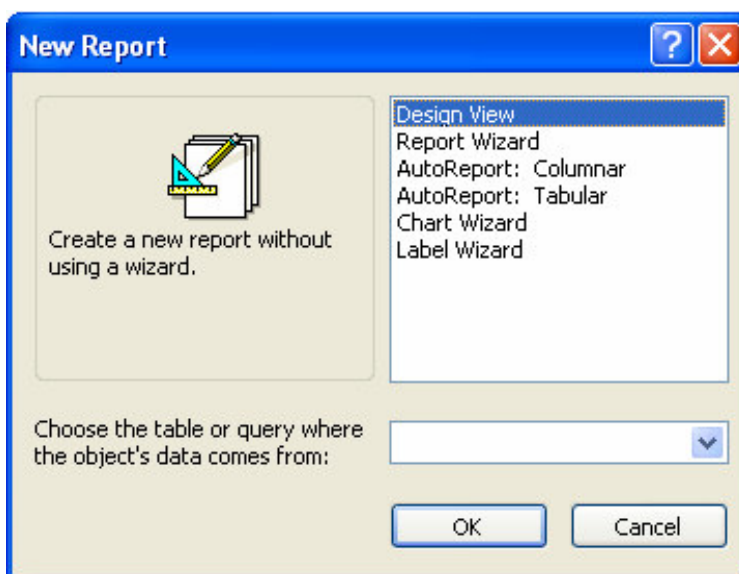 New Report
Design View
Report Wizard
AutoReport: Columnar
AutoReport: Tabular
Chart Wizard
Label Wizard
Create a new report without
using a wizard.
Choose the table or query where
the object's data comes from:
OK
Cancel